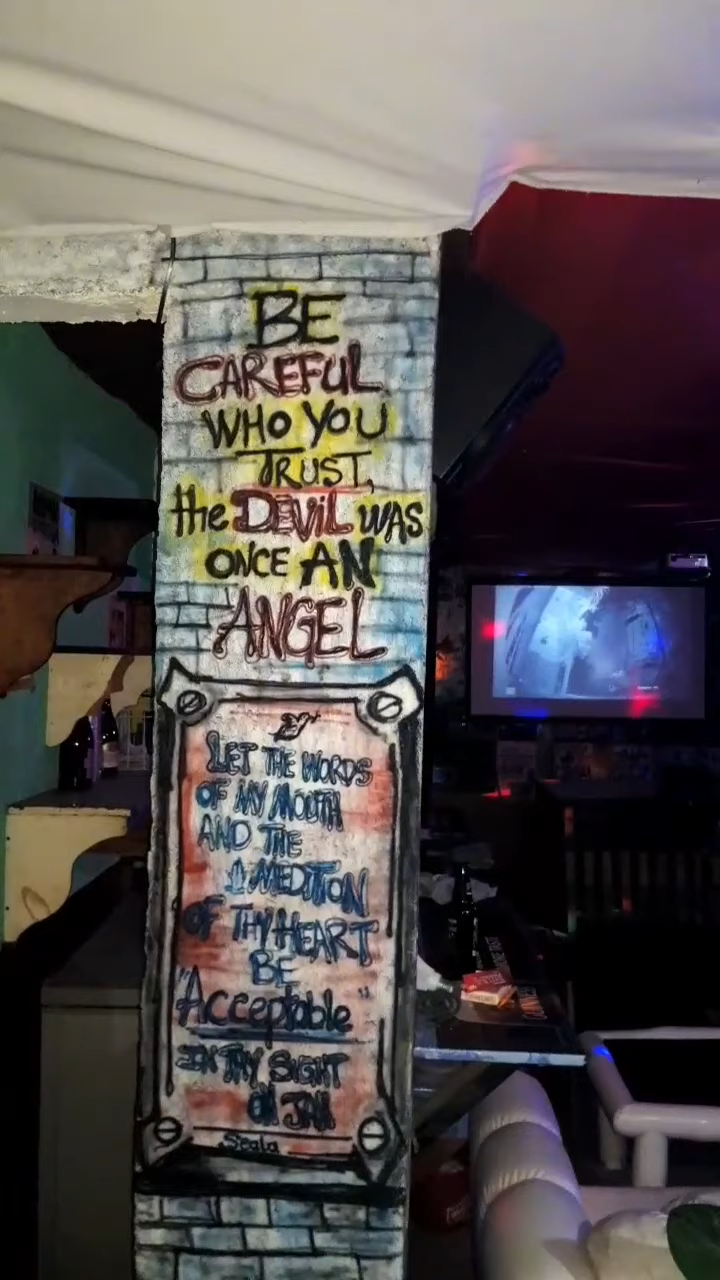 BE
CAREFUL
WHO YOU
TRUST,
the DEViL WAS
ONCE AN
ANGEL
LET THE WORDS
OF MY MOUTH
AND THE
MEDITION
OF THY HEART
BE
"Acceptable"
IN THY SIGHT
OH JAH